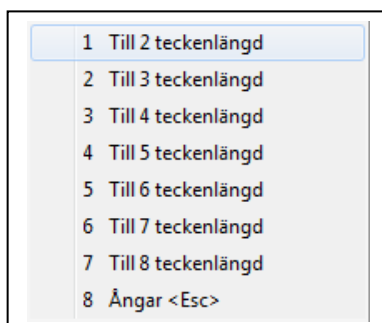 1 Till 2 teckenlängd
2 Till 3 teckenlängd
3 Till 4 teckenlängd
4 Till 5 teckenlängd
5 Till 6 teckenlängd
6 Till 7 teckenlängd
7 Till 8 teckenlängd
8 Ångar <Esc>